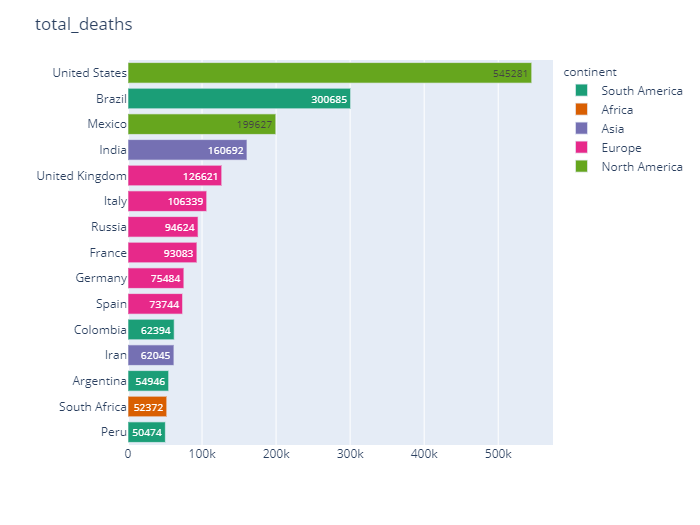 total_deaths
United States 545281
Brazil 300685
Mexico 199627
India 160692
United Kingdom 126621
Italy 106339
Russia 94624
France 93083
Germany 75484
Spain 73744
Colombia 62394
Iran 62045
Argentina 54946
South Africa 52372
Peru 50474
0 100k 200k 300k 400k 500k
continent
South America
Africa
Asia
Europe
North America